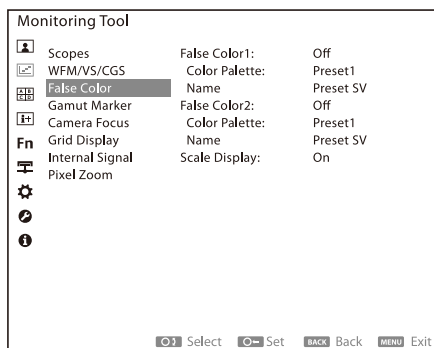 Monitoring Tool
Scopes
WFM/VS/CGS
False Color
Gamut Marker
Camera Focus
Grid Display
Internal Signal
Pixel Zoom
A B
C D
i+
Fn
False Color1: Off
Color Palette: Preset1
Name Preset SV
False Color2: Off
Color Palette: Preset1
Name Preset SV
Scale Display: On
Select Set BACK Back MENU Exit